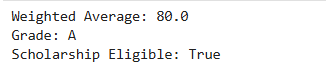 Weighted Average: 80.0
Grade: A
Scholarship Eligible: True